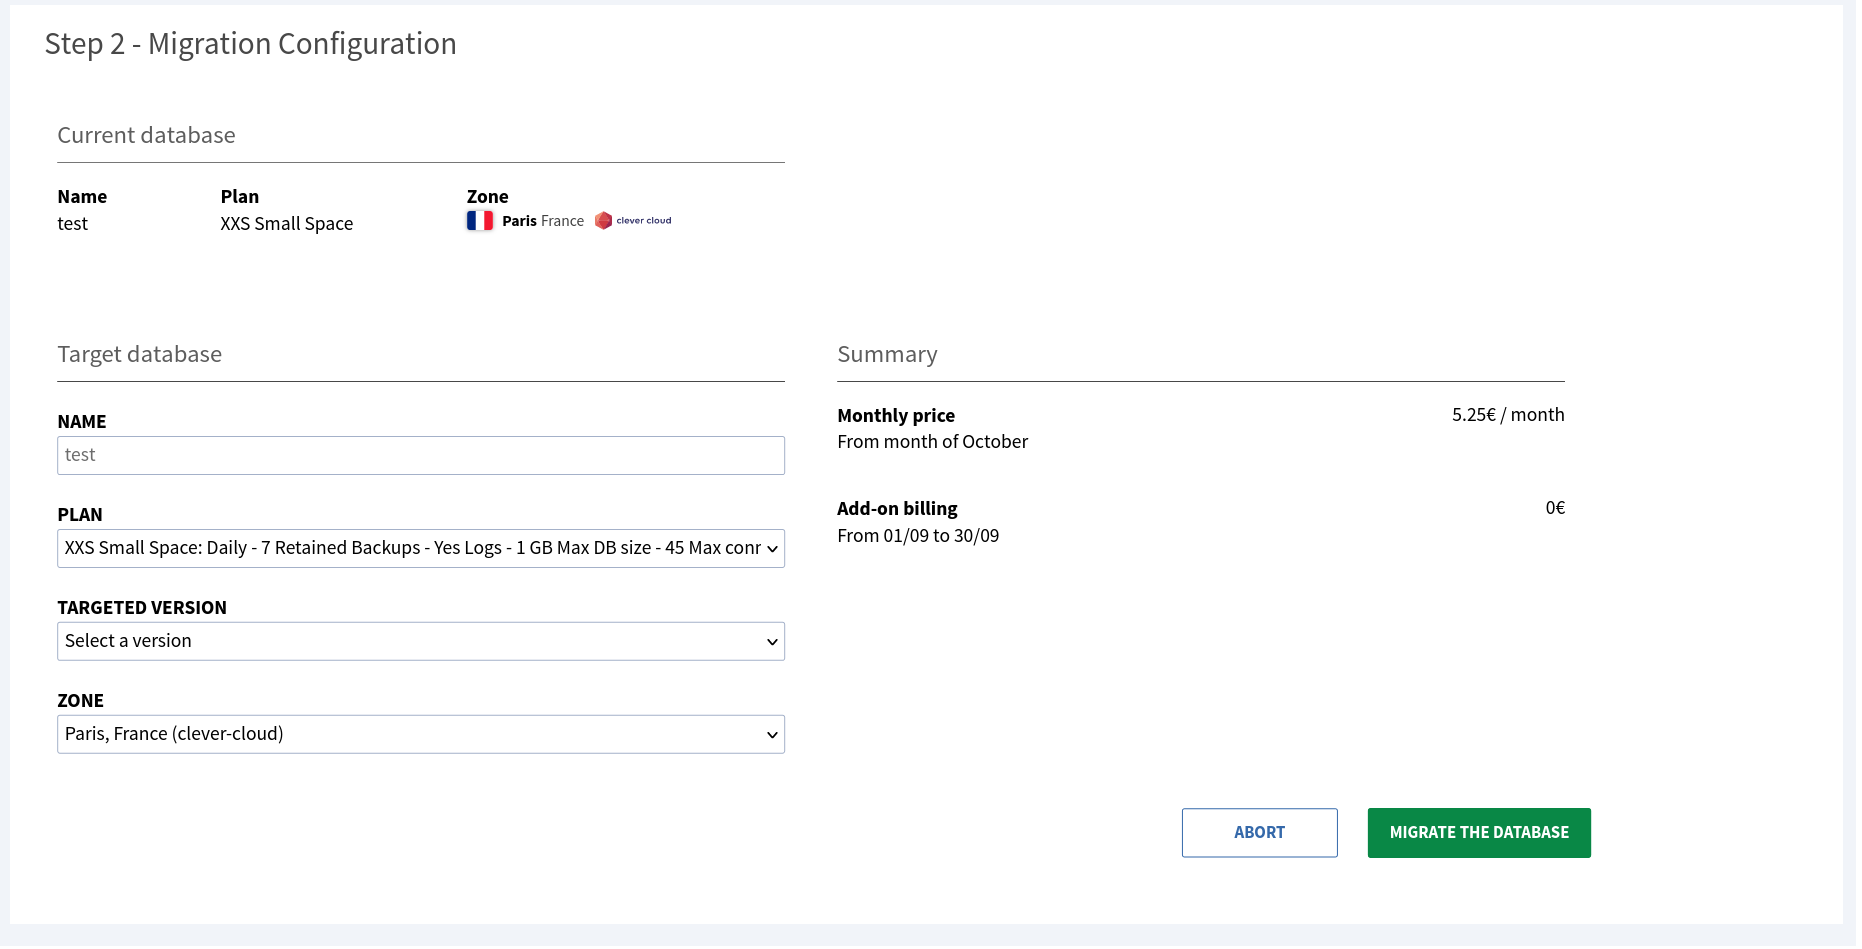 Step 2 - Migration Configuration
Current database
Name Plan Zone
test XXS Small Space Paris France clever cloud
Target database
NAME
test
PLAN
XXS Small Space: Daily - 7 Retained Backups - Yes Logs - 1 GB Max DB size - 45 Max conr
TARGETED VERSION
Select a version
ZONE
Paris, France (clever-cloud)
Summary
Monthly price 5.25€ / month
From month of October
Add-on billing 0€
From 01/09 to 30/09
ABORT MIGRATE THE DATABASE